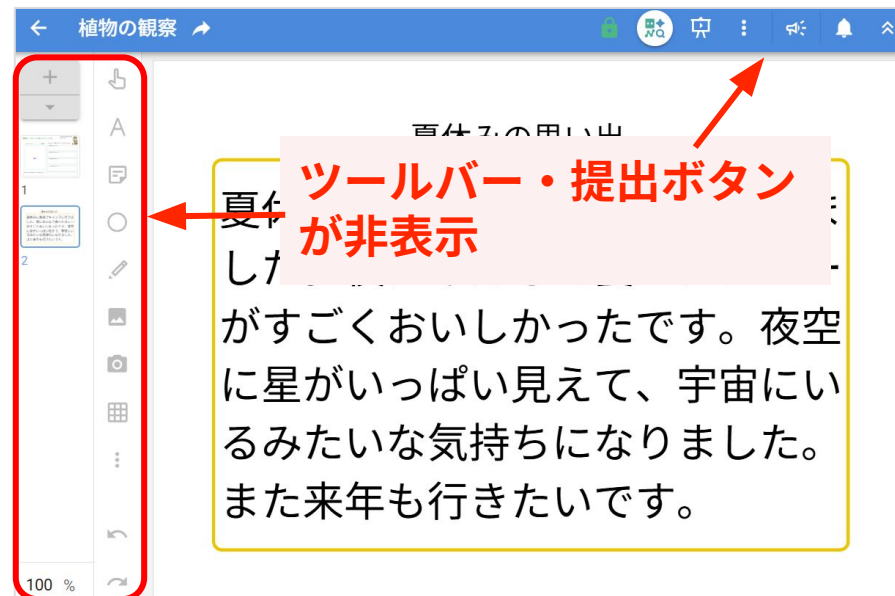 植物の観察
夏休みの思い出
ツールバー・提出ボタン
が非表示
夏休
した
がすごくおいしかったです。夜空
に星がいっぱい見えて、宇宙にい
るみたいな気持ちになりました。
また来年も行きたいです。
A
1
2
100 %